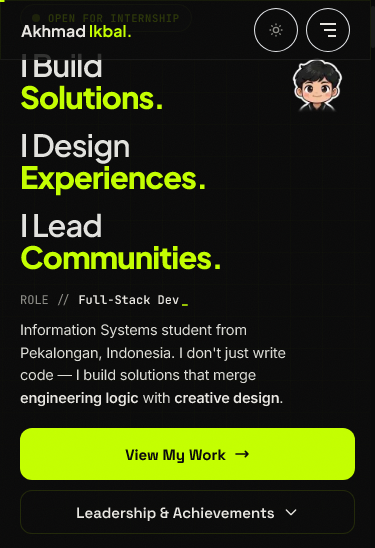 OPEN FOR INTERNSHIP
Akhmad Ikbal.
I Build
Solutions.
I Design
Experiences.
I Lead
Communities.
ROLE // Full-Stack Dev_
Information Systems student from
Pekalongan, Indonesia. I don't just write
code — I build solutions that merge
engineering logic with creative design.
View My Work →
Leadership & Achievements